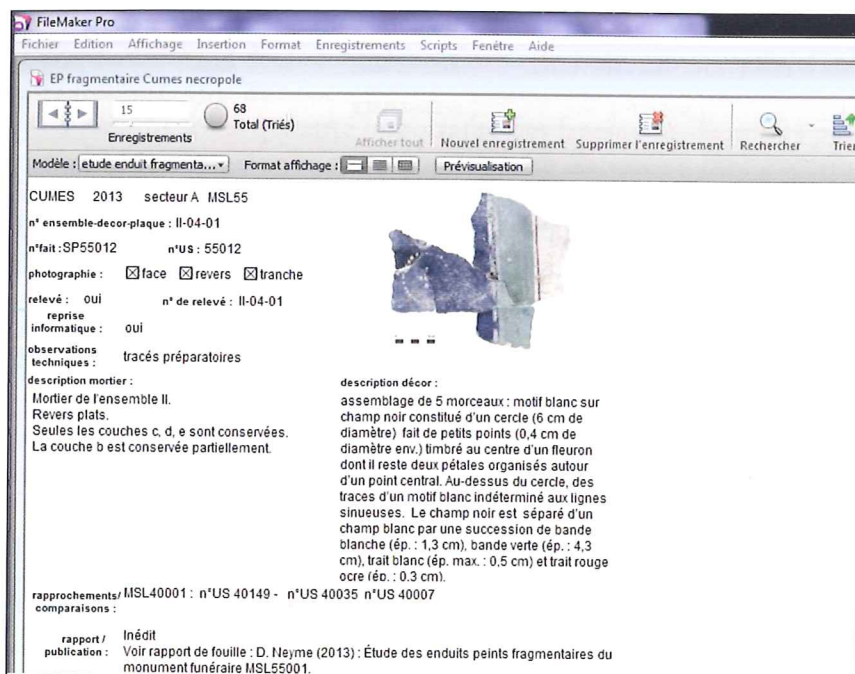 FileMaker Pro
Fichier Edition Affichage Insertion Format Enregistrements Scripts Fenêtre Aide
EP fragmentaire Cumes necropole
15
68
Total (Triés)
Enregistrements
Afficher tout
Nouvel enregistrement
Supprimer l'enregistrement
Rechercher
Trier
Modèle : etude enduit fragmenta...
Format affichage :
Prévisualisation
CUMES 2013 secteur A MSL55
n° ensemble-decor-plaque : II-04-01
n°fait : SP55012 n°US : 55012
photographie : face revers tranche
relevé : oui n° de relevé : II-04-01
reprise
informatique : oui
observations
techniques : tracés préparatoires
description mortier :
Mortier de l'ensemble II.
Revers plats.
Seules les couches c, d, e sont conservées.
La couche b est conservée partiellement.
description décor :
assemblage de 5 morceaux : motif blanc sur
champ noir constitué d'un cercle (6 cm de
diamètre) fait de petits points (0,4 cm de
diamètre env.) timbré au centre d'un fleuron
dont il reste deux pétales organisés autour
d'un point central. Au-dessus du cercle, des
traces d'un motif blanc indéterminé aux lignes
sinueuses. Le champ noir est séparé d'un
champ blanc par une succession de bande
blanche (ép. : 1,3 cm), bande verte (ép. : 4,3
cm), trait blanc (ép. max. : 0,5 cm) et trait rouge
ocre (ép. : 0,3 cm).
rapprochements/ MSL40001 : n°US 40149 - n°US 40035 n°US 40007
comparaisons :
rapport / Inédit
publication : Voir rapport de fouille : D. Neyme (2013) : Étude des enduits peints fragmentaires du
monument funéraire MSL55001.